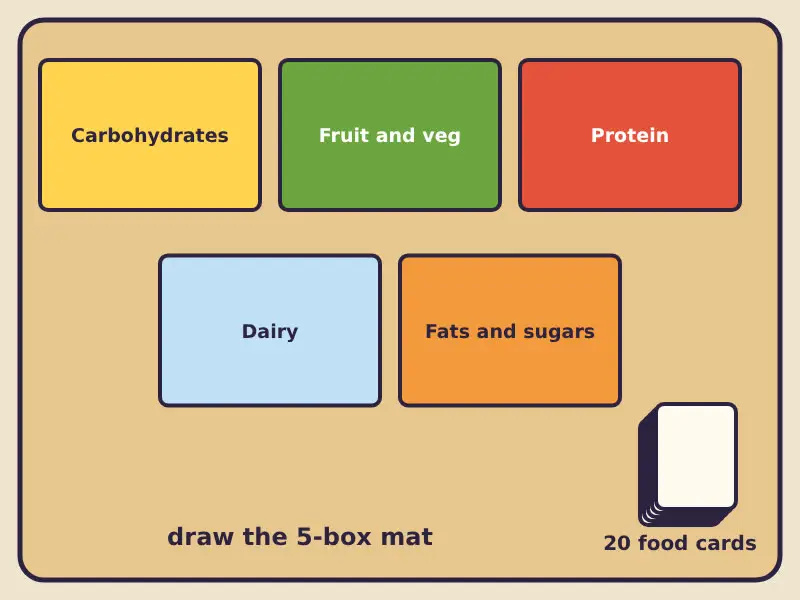 Carbohydrates
Fruit and veg
Protein
Dairy
Fats and sugars
draw the 5-box mat
20 food cards